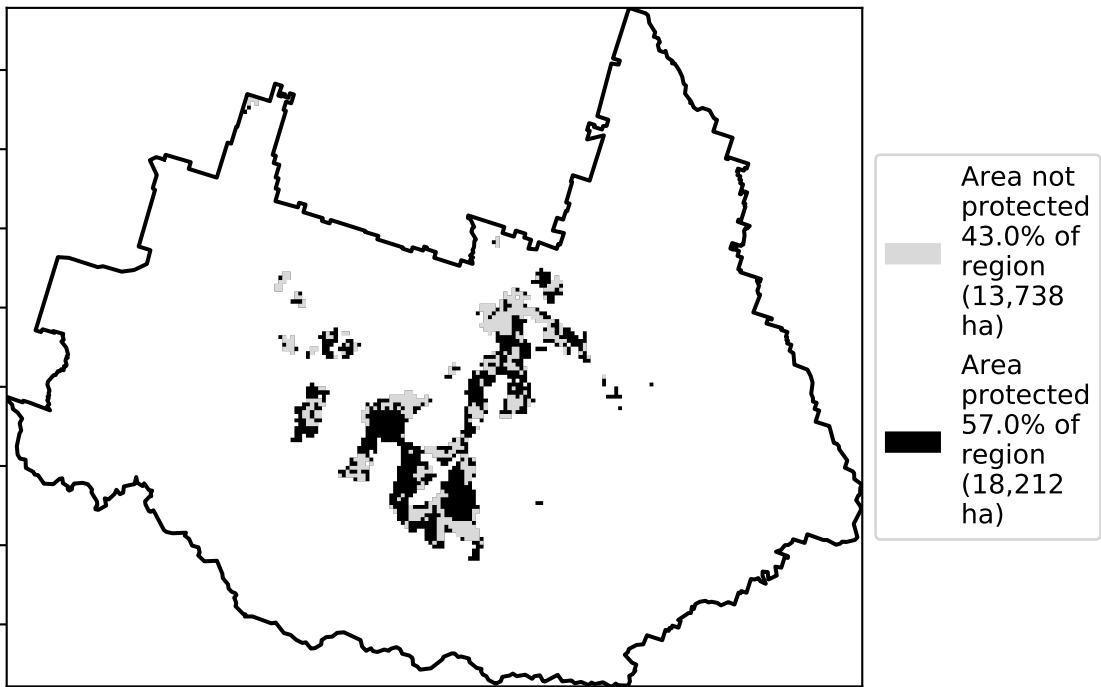 Area not
protected
43.0% of
region
(13,738
ha)
Area
protected
57.0% of
region
(18,212
ha)